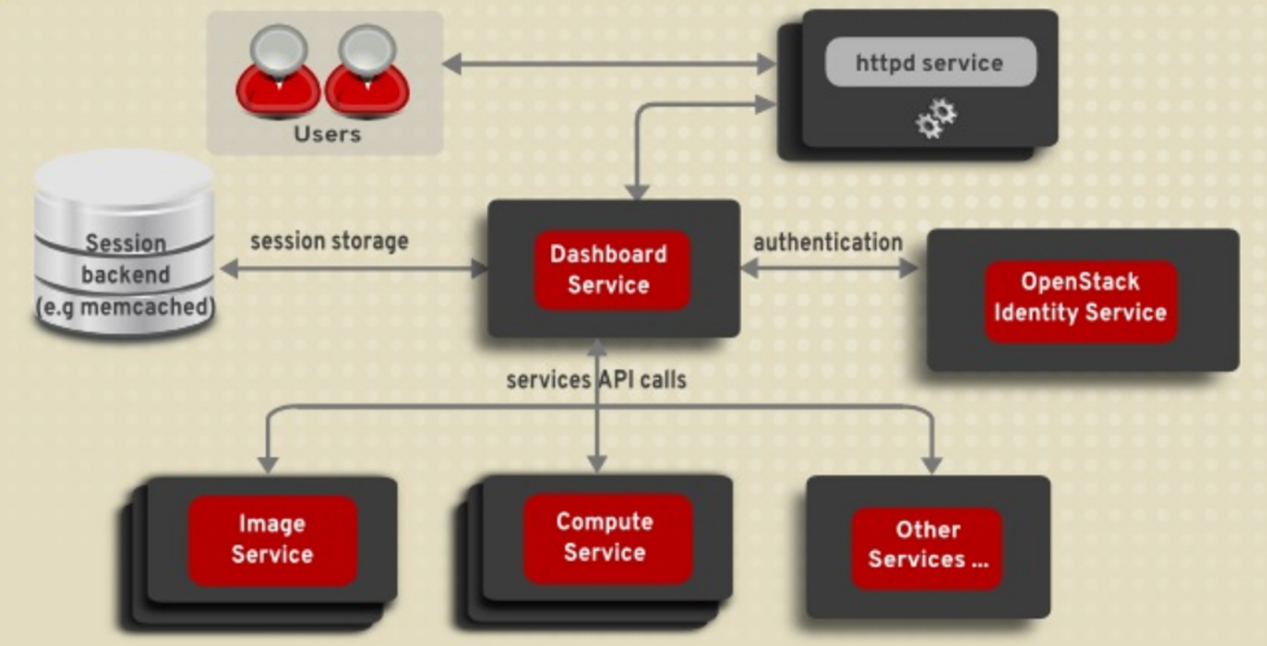 httpd service
Users
session storage
authentication
Session
backend
(e.g memcached)
Dashboard
Service
OpenStack
Identity Service
services API calls
Image
Service
Compute
Service
Other
Services ...